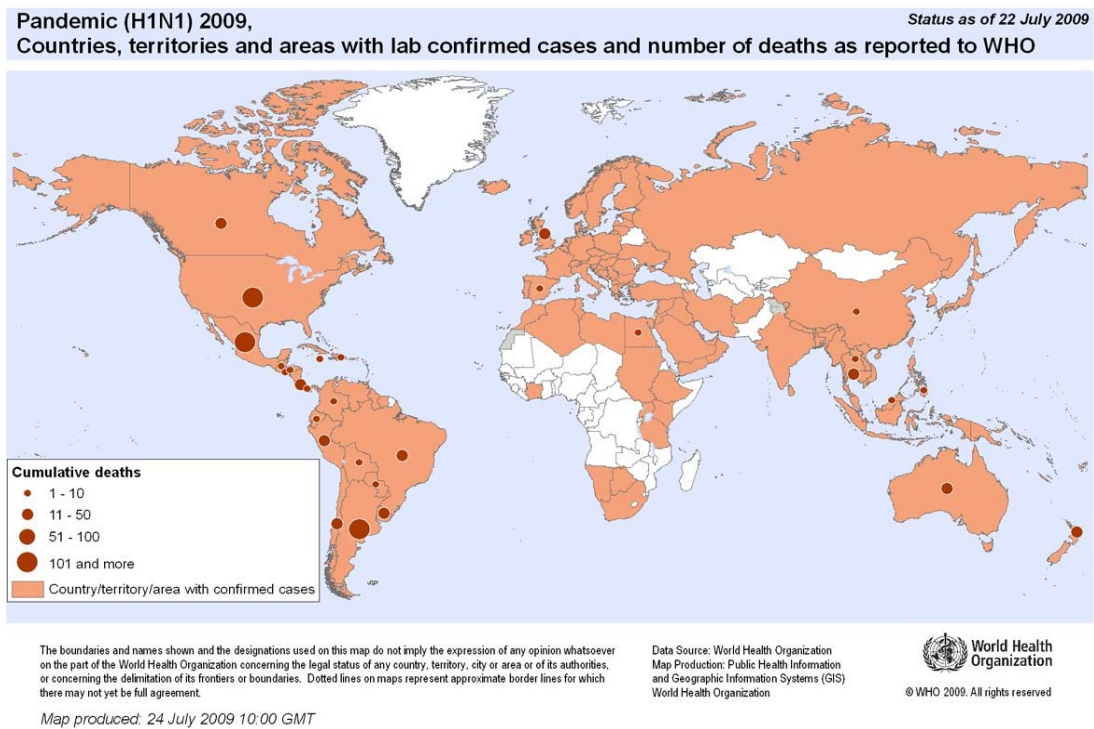 Pandemic (H1N1) 2009,
Status as of 22 July 2009
Countries, territories and areas with lab confirmed cases and number of deaths as reported to WHO
Cumulative deaths
1 - 10
11 - 50
51 - 100
101 and more
Country/territory/area with confirmed cases
The boundaries and names shown and the designations used on this map do not imply the expression of any opinion whatsoever
on the part of the World Health Organization concerning the legal status of any country, territory, city or area or of its authorities,
or concerning the delimitation of its frontiers or boundaries. Dotted lines on maps represent approximate border lines for which
there may not yet be full agreement.
Data Source: World Health Organization
Map Production: Public Health Information
and Geographic Information Systems (GIS)
World Health Organization
World Health
Organization
© WHO 2009. All rights reserved
Map produced: 24 July 2009 10:00 GMT